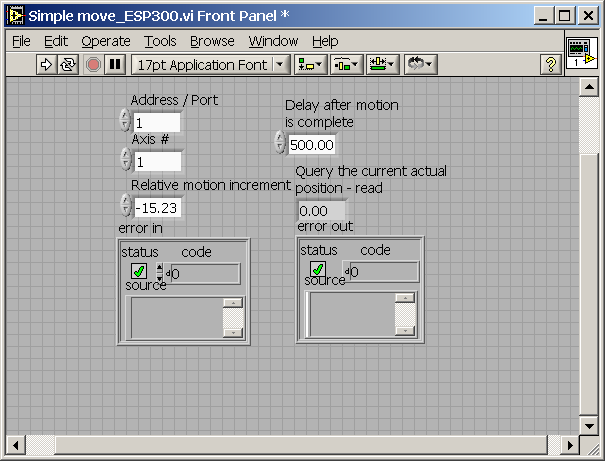 Simple move_ESP300.vi Front Panel *
File Edit Operate Tools Browse Window Help
17pt Application Font
? 1
Address / Port
1
Axis #
1
Relative motion increment
-15.23
error in
status code
d0
source
Delay after motion
is complete
500.00
Query the current actual
position - read
0.00
error out
status code
d0
source